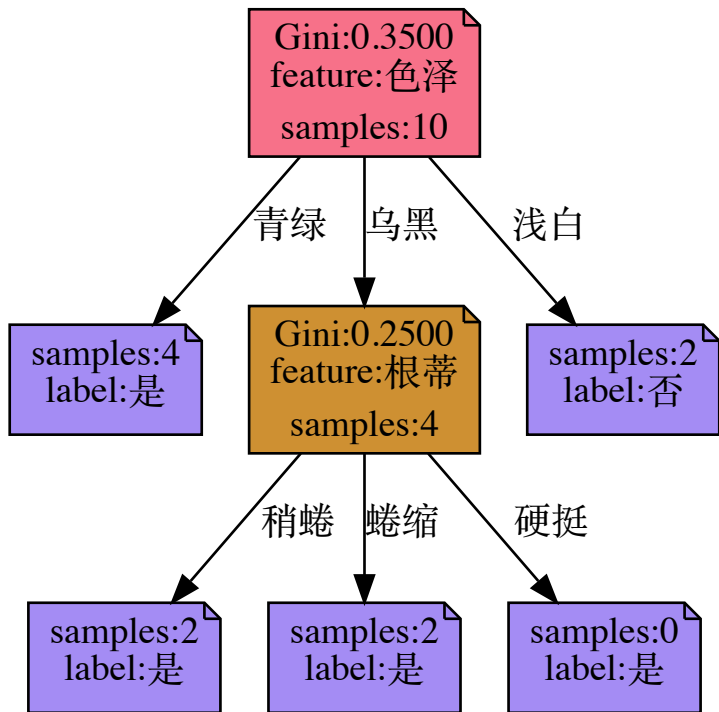 Gini:0.3500
feature:色泽
samples:10
青绿
乌黑
浅白
samples:4
label:是
Gini:0.2500
feature:根蒂
samples:4
samples:2
label:否
稍蜷
蜷缩
硬挺
samples:2
label:是
samples:2
label:是
samples:0
label:是